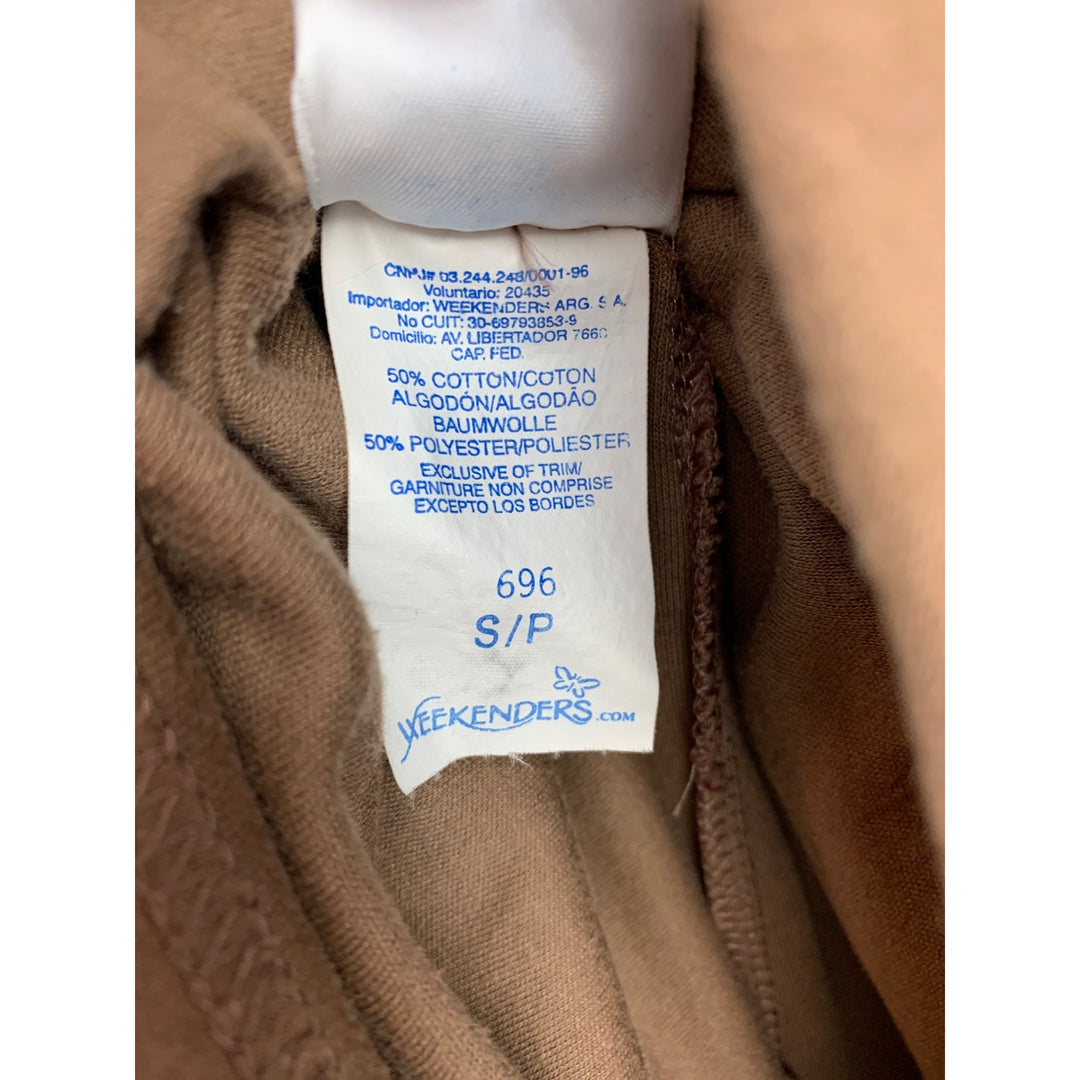 CNPJ# 03.244.248/0001-96
Voluntario: 20435
Importador: WEEKENDERS ARG. S A.
No CUIT: 30-69793853-9
Domicilio: AV. LIBERTADOR
CAP. FED.
50% COTTON/COTON
ALGODÓN/ALGODÃO
BAUMWOLLE
50% POLYESTER/POLIESTER
EXCLUSIVE OF TRIM/
GARNITURE NON COMPRISE
EXCEPTO LOS BORDES
696
S/P
WEEKENDERS.COM